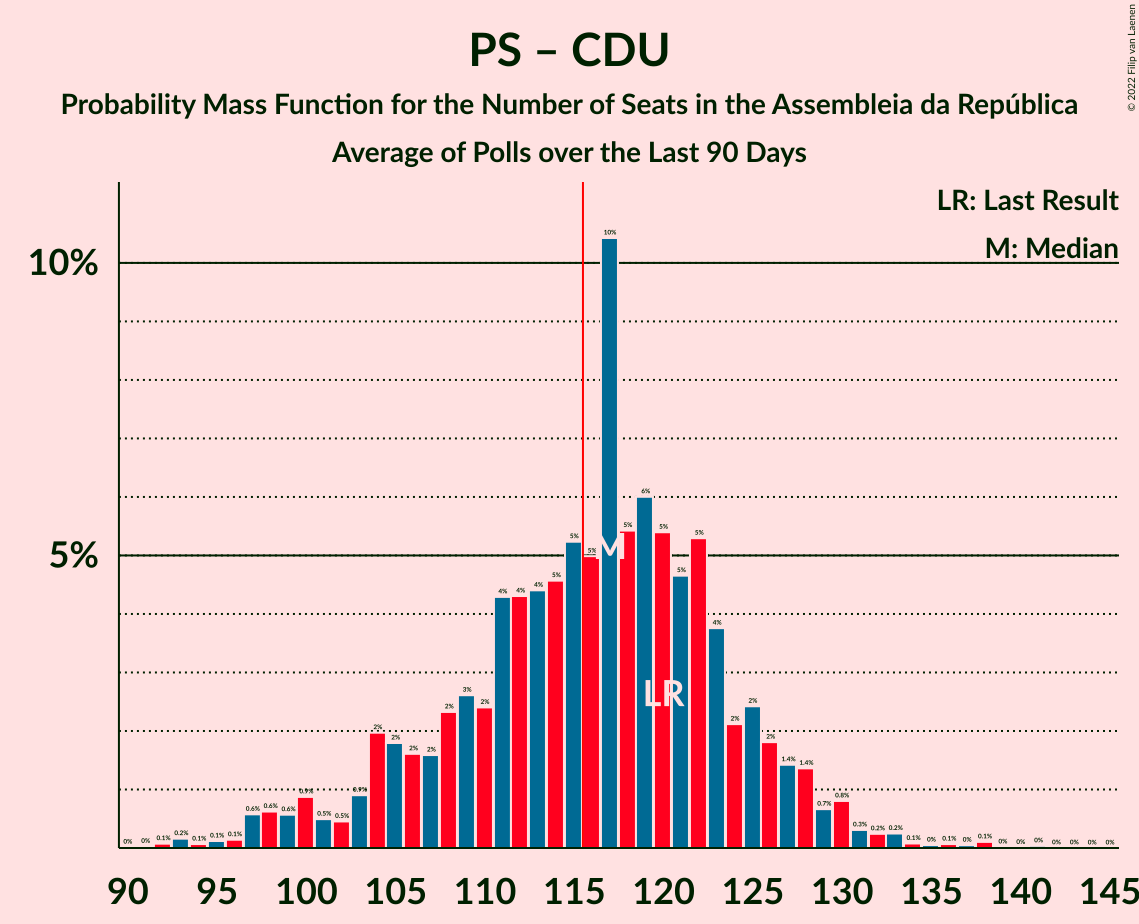 © 2022 Filip van Laenen
PS – CDU
Probability Mass Function for the Number of Seats in the Assembleia da República
Average of Polls over the Last 90 Days
LR: Last Result
M: Median
10%
5%
0% 0% 0.1% 0.2% 0.1% 0.1% 0.1% 0.6% 0.6% 0.6% 0.9% 0.5% 0.5% 0.9% 2% 2% 2% 2% 2% 3% 2% 4% 4% 4% 5% 5% 5% 10% 5% 6% 5% 5% 5% 4% 2% 2% 2% 1.4% 1.4% 0.7% 0.8% 0.3% 0.2% 0.2% 0.1% 0% 0.1% 0% 0.1% 0% 0% 0% 0% 0% 0% 0%
M
LR
90 95 100 105 110 115 120 125 130 135 140 145